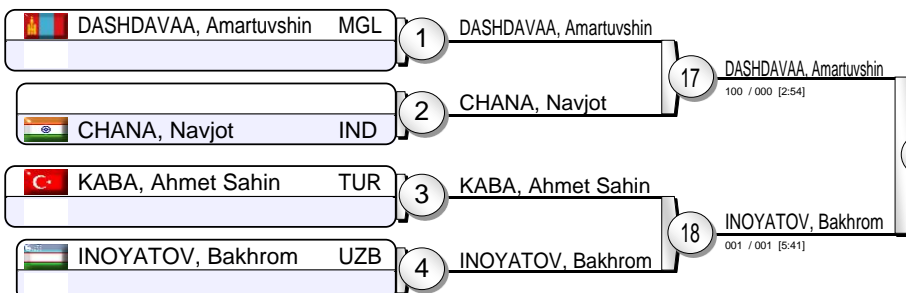 DASHDAVAA, Amartuvshin MGL
1
DASHDAVAA, Amartuvshin
17
DASHDAVAA, Amartuvshin
100 / 000 [2:54]
CHANA, Navjot IND
2
CHANA, Navjot
KABA, Ahmet Sahin TUR
3
KABA, Ahmet Sahin
18
INOYATOV, Bakhrom
001 / 001 [5:41]
INOYATOV, Bakhrom UZB
4
INOYATOV, Bakhrom